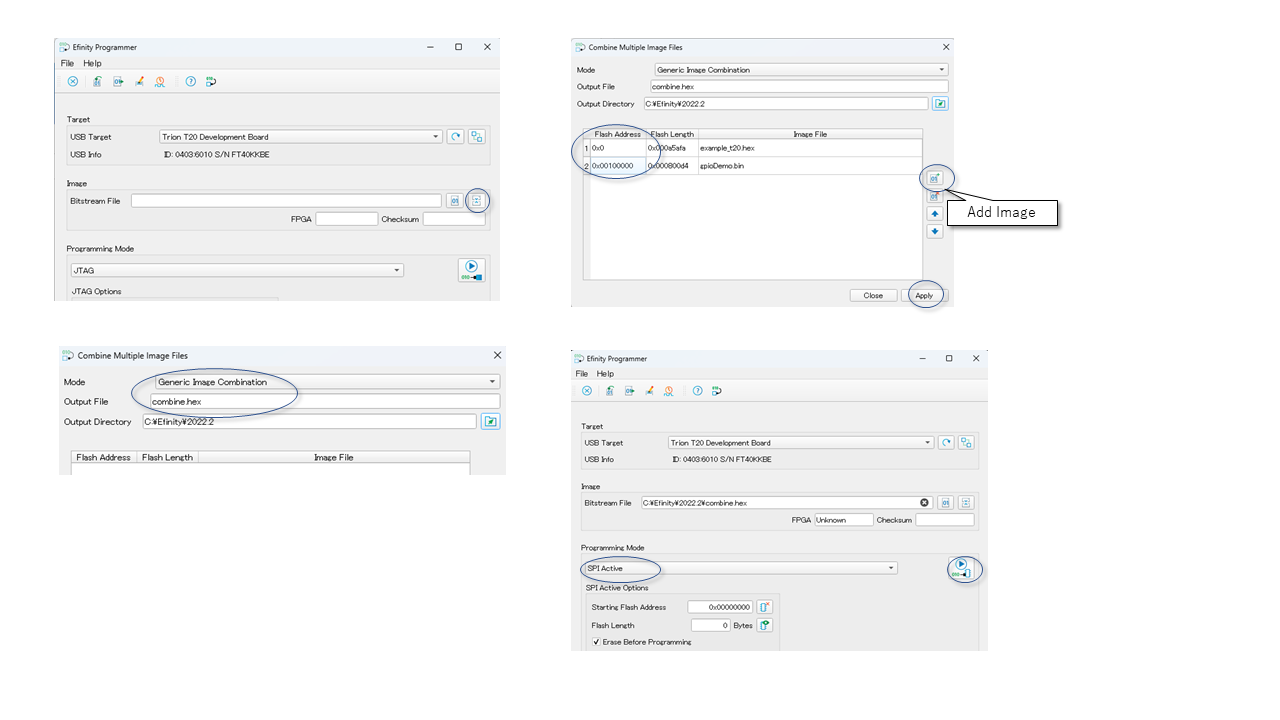 Efinity Programmer
File Help
Target
USB Target Trion T20 Development Board
USB Info ID: 0403:6010 S/N FT40KKBE
Image
Bitstream File
FPGA Checksum
Programming Mode
JTAG
JTAG Options
Combine Multiple Image Files
Mode Generic Image Combination
Output File combine.hex
Output Directory C:¥Efinity¥2022.2
Flash Address Flash Length Image File
1 0x0 0x000a5afa example_t20.hex
2 0x00100000 0x000800d4 gpioDemo.bin
Add Image
Close Apply
Combine Multiple Image Files
Mode Generic Image Combination
Output File combine.hex
Output Directory C:¥Efinity¥2022.2
Flash Address Flash Length Image File
Efinity Programmer
File Help
Target
USB Target Trion T20 Development Board
USB Info ID: 0403:6010 S/N FT40KKBE
Image
Bitstream File C:¥Efinity¥2022.2¥combine.hex
FPGA Unknown Checksum
Programming Mode
SPI Active
SPI Active Options
Starting Flash Address 0x00000000
Flash Length 0 Bytes
Erase Before Programming